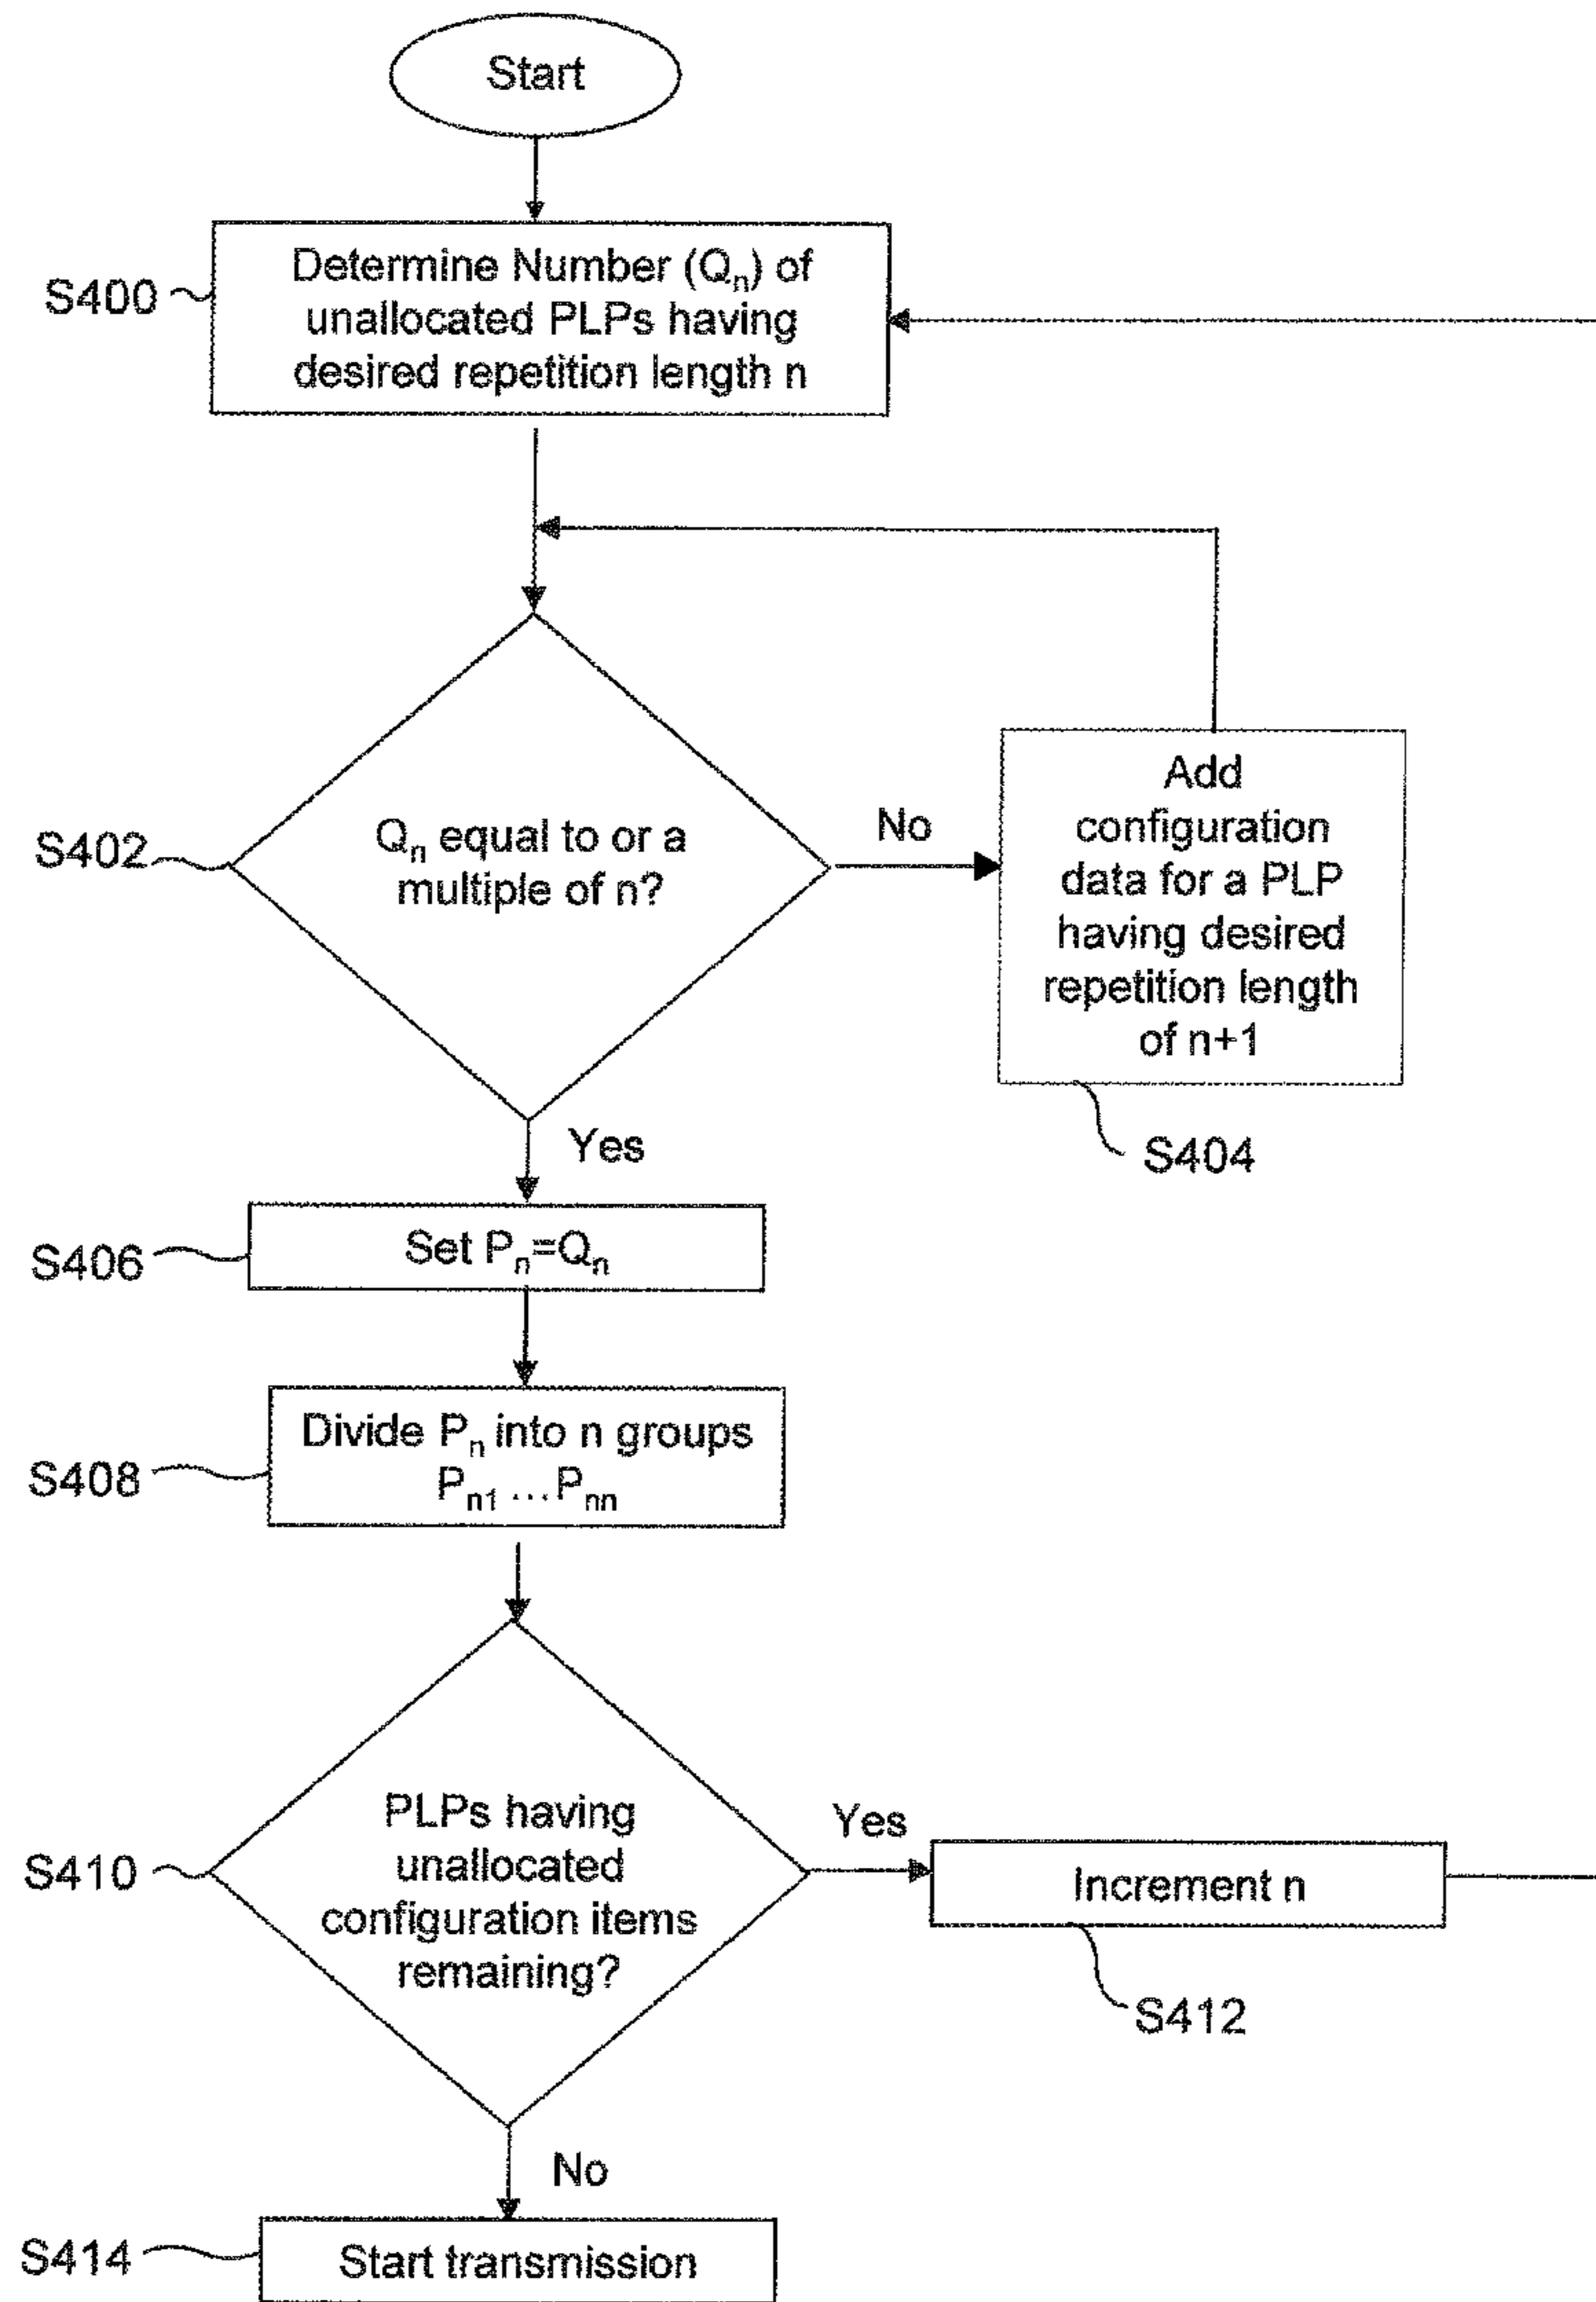 Start
S400
Determine Number (Qn) of
unallocated PLPs having
desired repetition length n
S402
Qn equal to or a
multiple of n?
No
Add
configuration
data for a PLP
having desired
repetition length
of n+1
S404
Yes
S406
Set Pn=Qn
S408
Divide Pn into n groups
Pn1 ... Pnn
S410
PLPs having
unallocated
configuration items
remaining?
Yes
Increment n
S412
No
S414
Start transmission